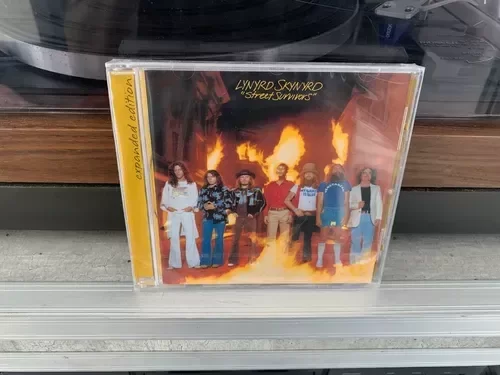 LYNYRD SKYNYRD
"Street Survivors"
expanded edition